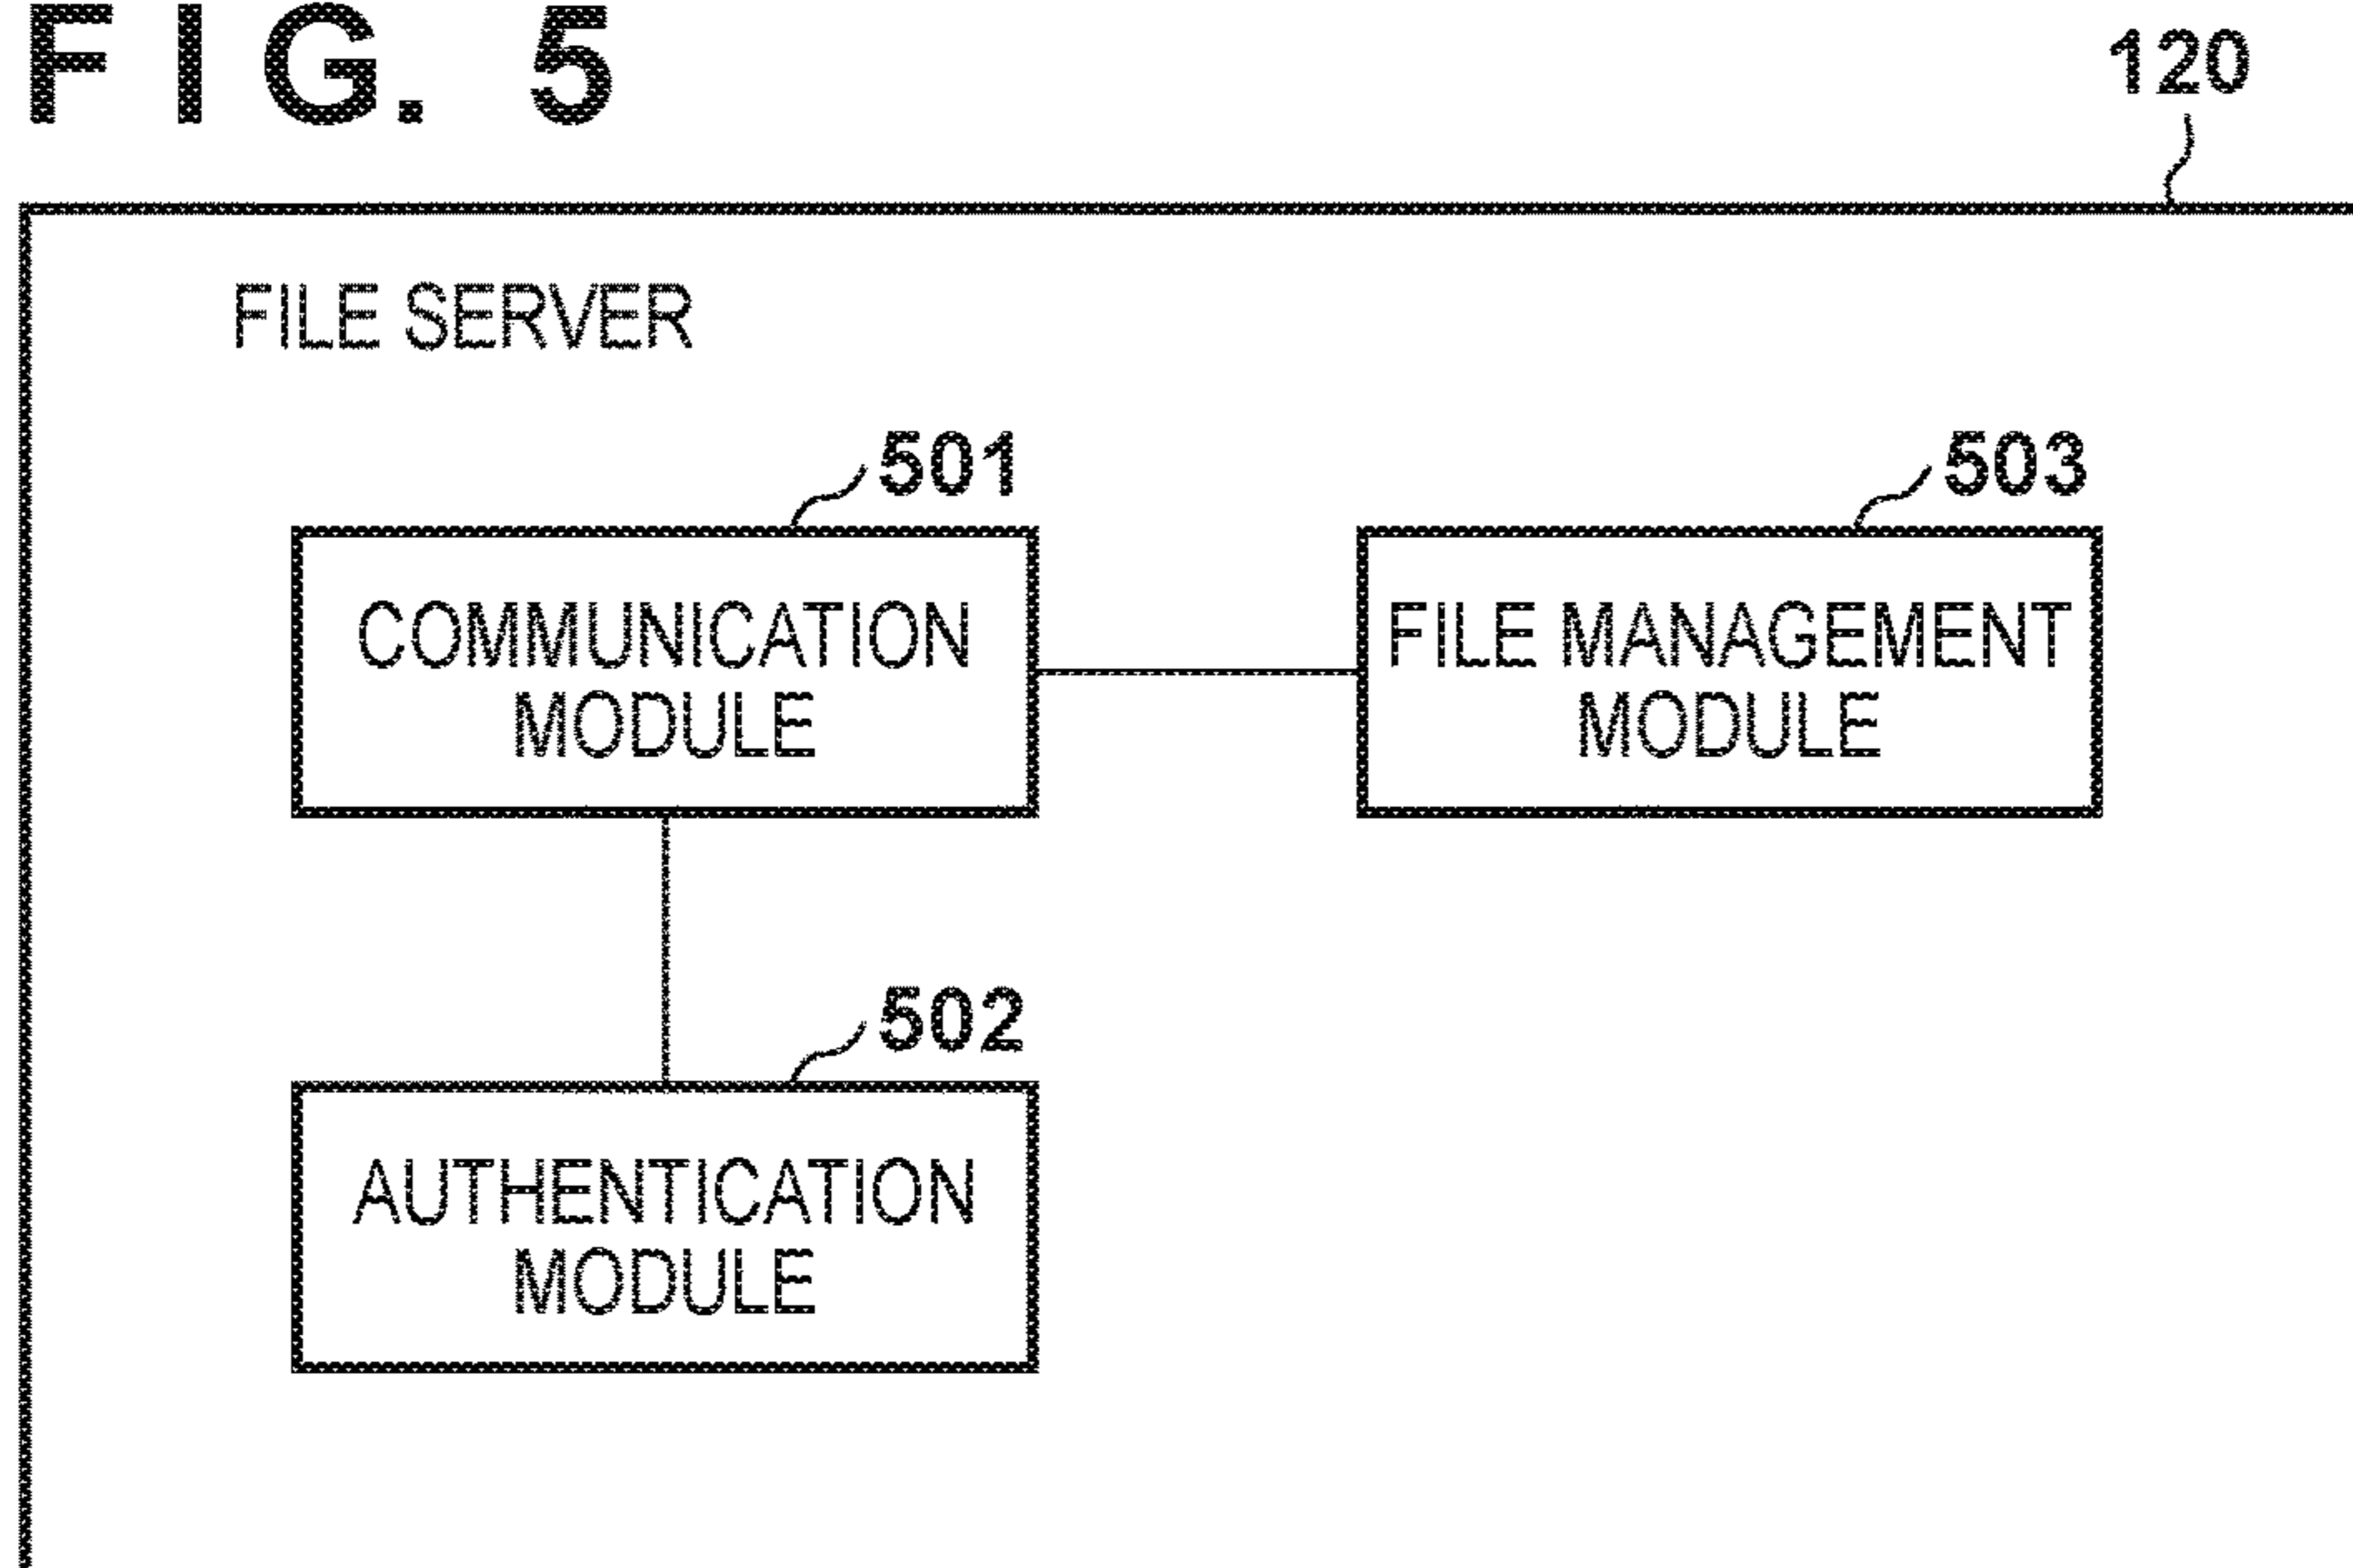 FIG. 5
120
FILE SERVER
501
COMMUNICATION
MODULE
503
FILE MANAGEMENT
MODULE
502
AUTHENTICATION
MODULE